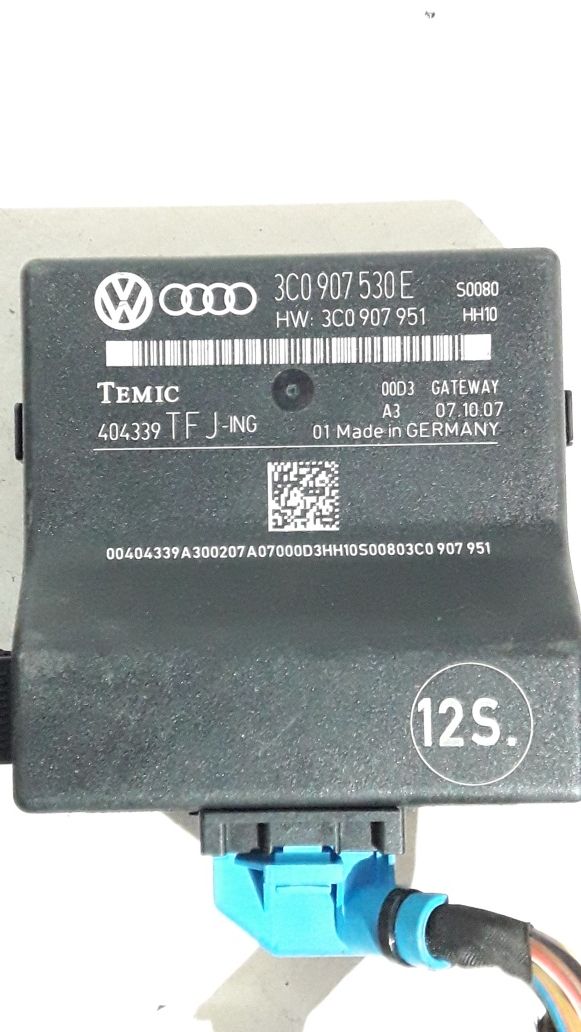 3C0 907 530 E S0080
HW: 3C0 907 951 HH10
TEMIC 00D3 GATEWAY
A3 07.10.07
404339 TFJ-ING 01 Made in GERMANY
00404339A300207A07000D3HH10S00803C0 907 951
12S.